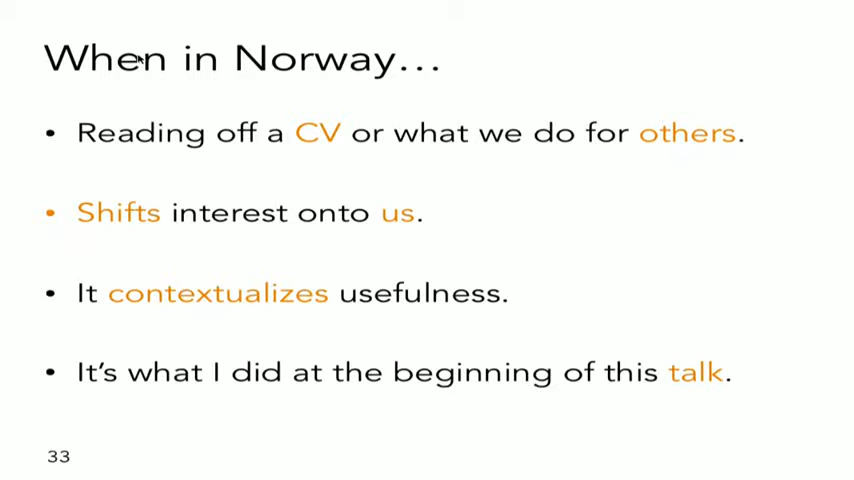 When in Norway...
• Reading off a CV or what we do for others.
• Shifts interest onto us.
• It contextualizes usefulness.
• It's what I did at the beginning of this talk.
33